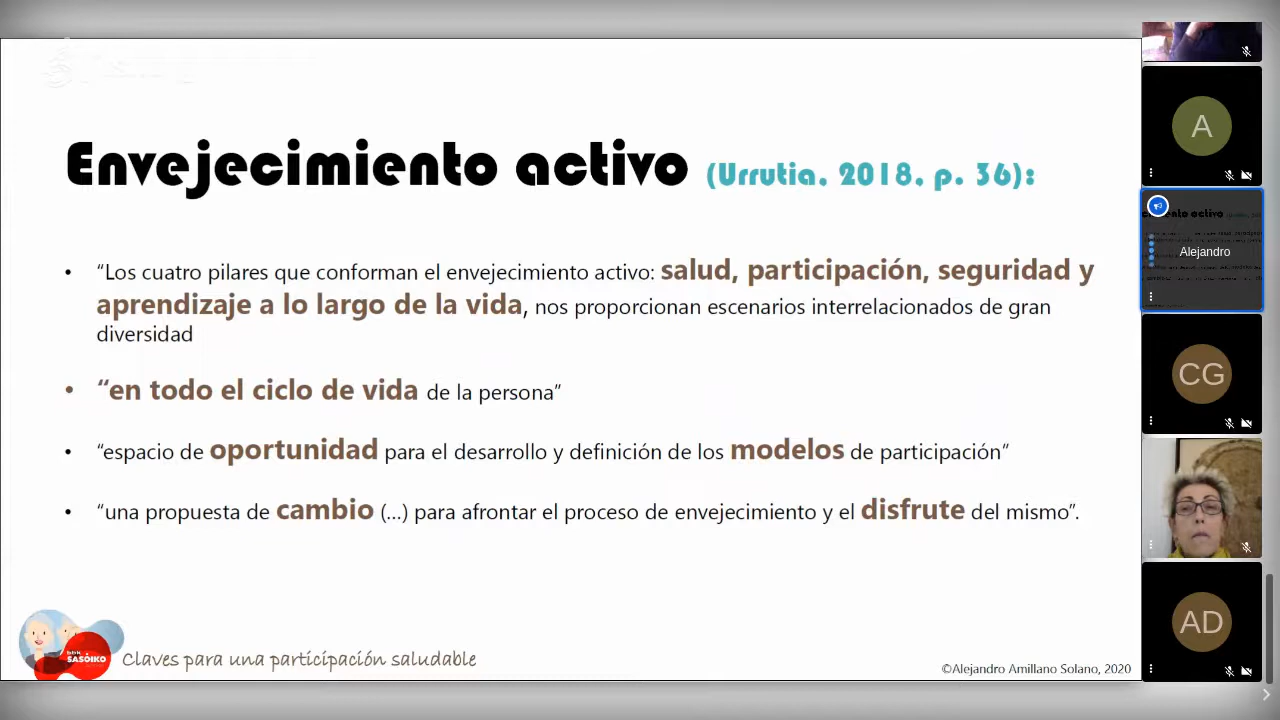 Envejecimiento activo (Urrutia, 2018, p. 36):
• “Los cuatro pilares que conforman el envejecimiento activo: salud, participación, seguridad y
aprendizaje a lo largo de la vida, nos proporcionan escenarios interrelacionados de gran
diversidad
• “en todo el ciclo de vida de la persona”
• “espacio de oportunidad para el desarrollo y definición de los modelos de participación”
• “una propuesta de cambio (...) para afrontar el proceso de envejecimiento y el disfrute del mismo”.
SASOIKO
Claves para una participación saludable
©Alejandro Amillano Solano, 2020
A
Alejandro
CG
AD